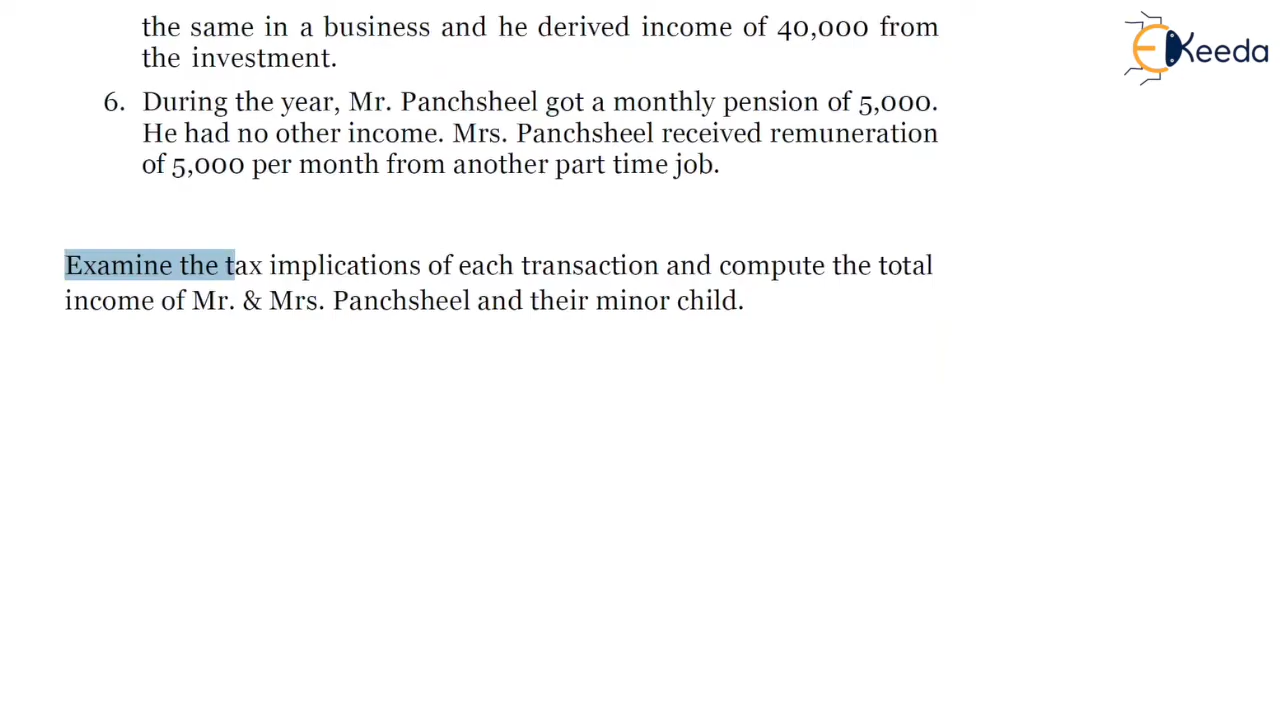 the same in a business and he derived income of 40,000 from
the investment.
6. During the year, Mr. Panchsheel got a monthly pension of 5,000.
He had no other income. Mrs. Panchsheel received remuneration
of 5,000 per month from another part time job.
Examine the tax implications of each transaction and compute the total
income of Mr. & Mrs. Panchsheel and their minor child.
EKeeda